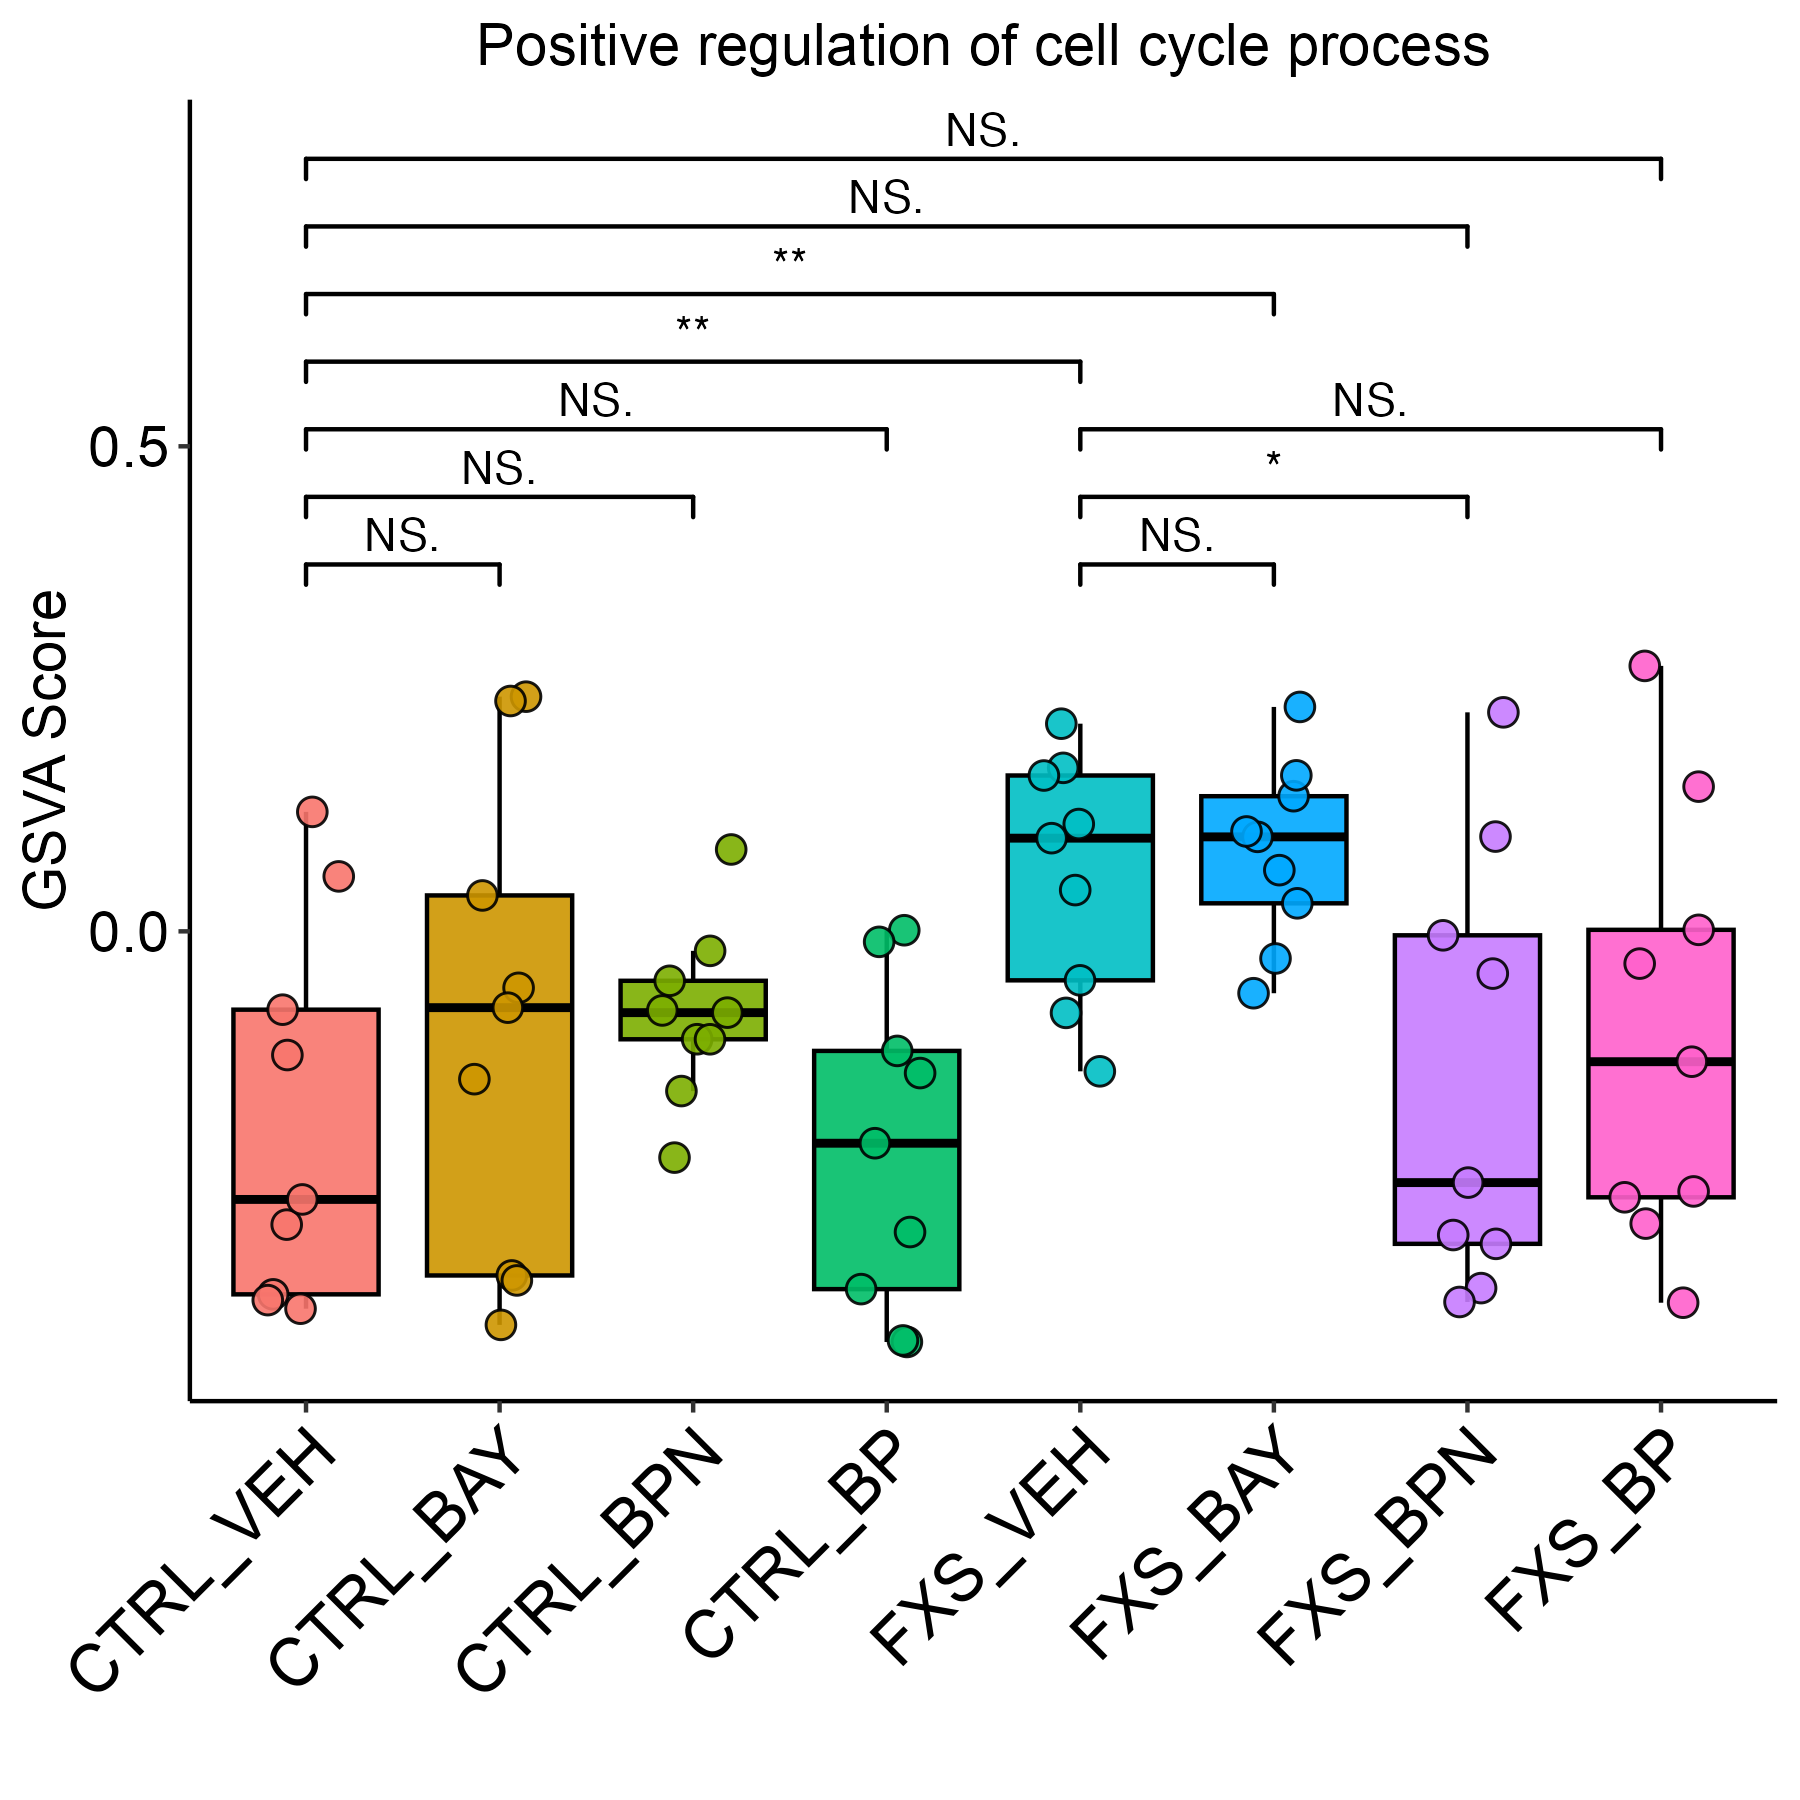 Positive regulation of cell cycle process
NS.
NS.
**
**
NS.
NS.
NS.
*
NS.
NS.
0.5
0.0
GSVA Score
CTRL_VEH
CTRL_BAY
CTRL_BPN
CTRL_BP
FXS_VEH
FXS_BAY
FXS_BPN
FXS_BP